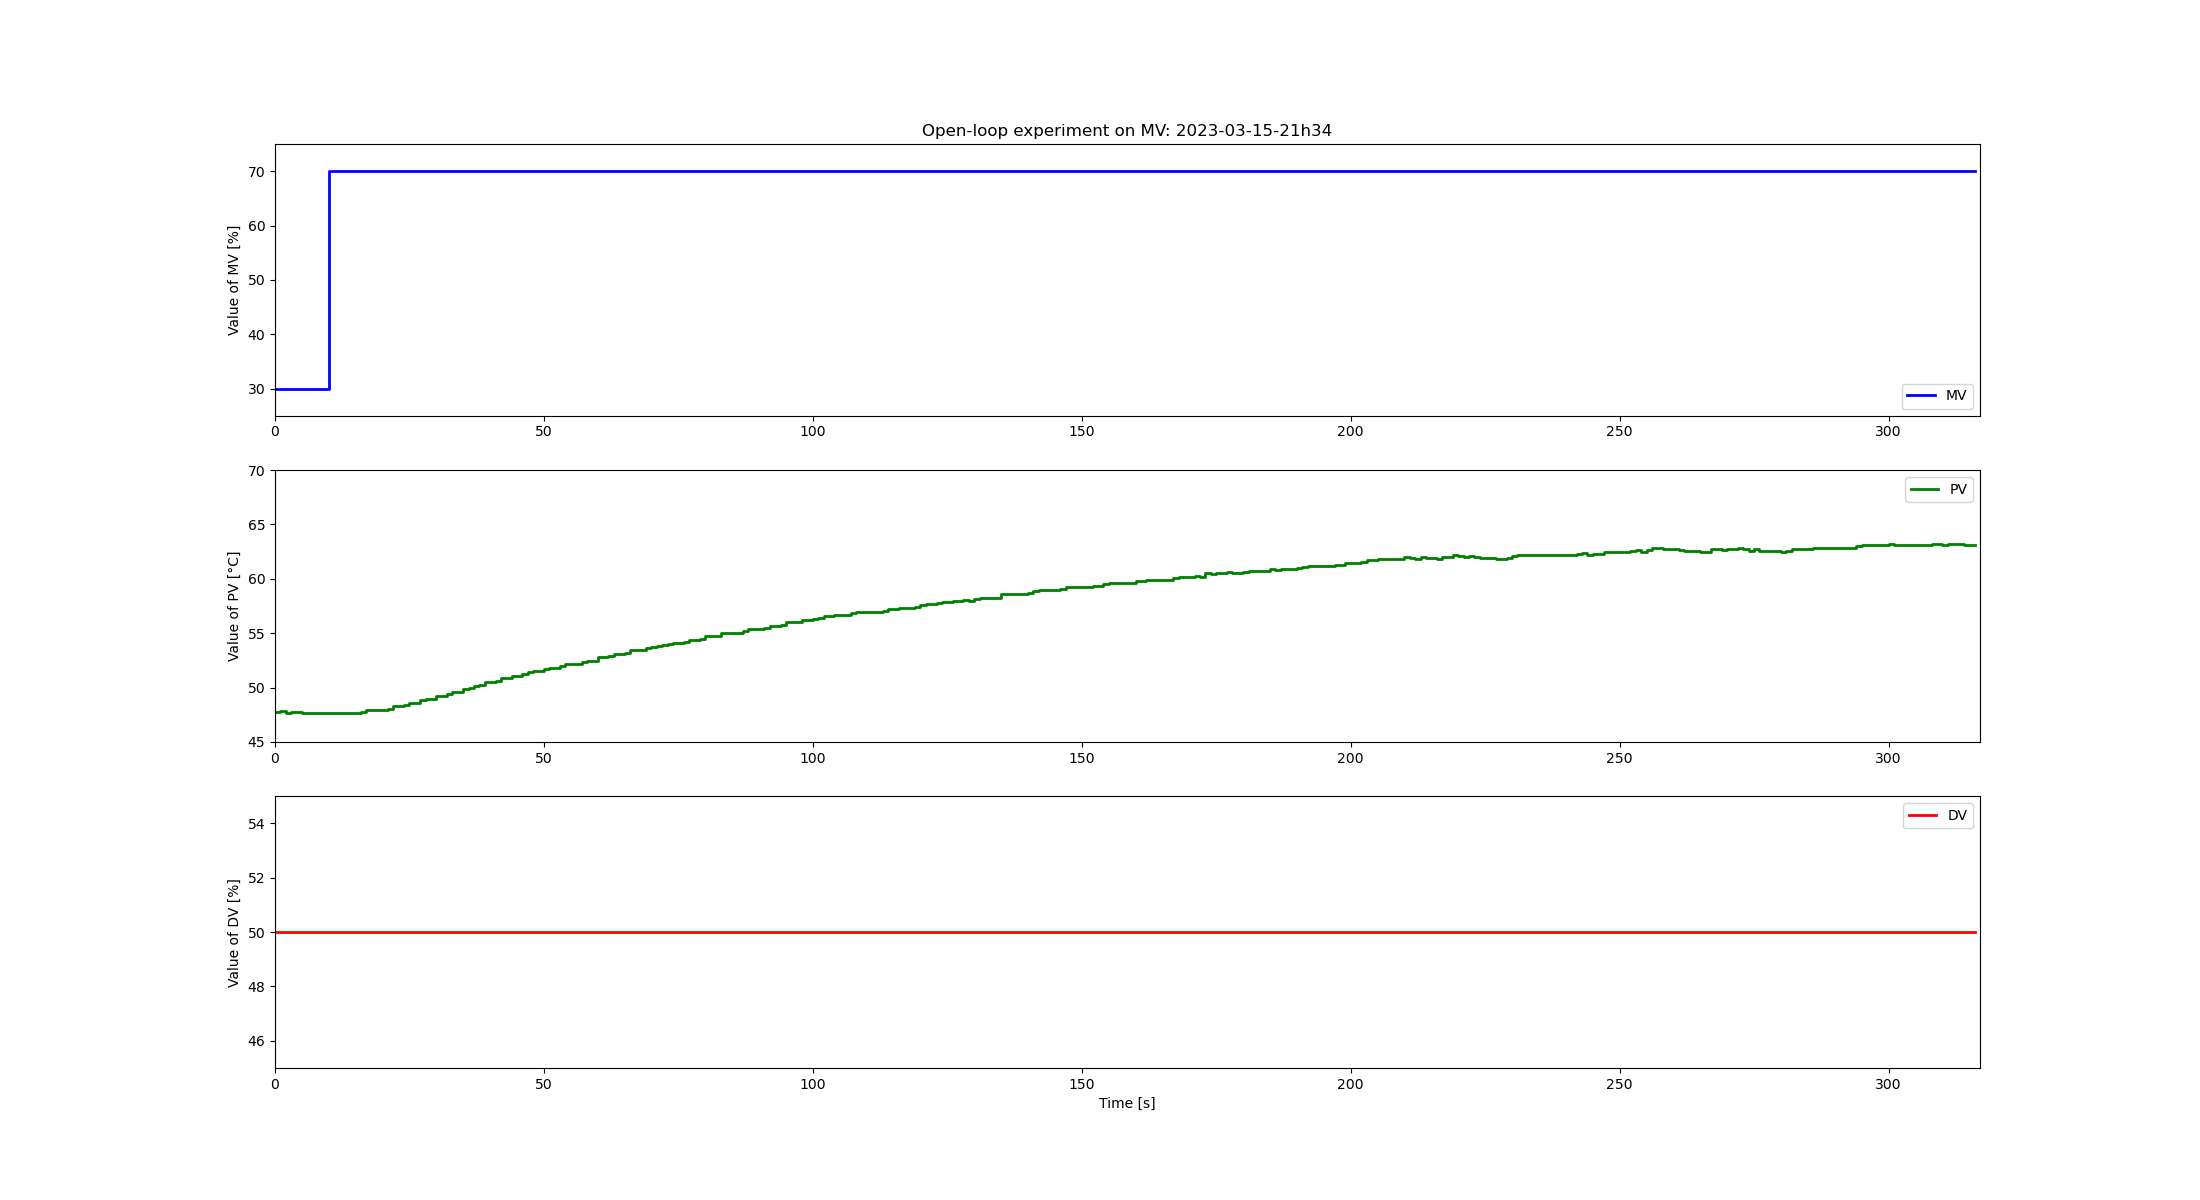 Open-loop experiment on MV: 2023-03-15-21h34
Value of MV [%]
70
60
50
40
30
MV
0 50 100 150 200 250 300
Value of PV [°C]
70
65
60
55
50
45
PV
0 50 100 150 200 250 300
Value of DV [%]
54
52
50
48
46
DV
0 50 100 150 200 250 300
Time [s]